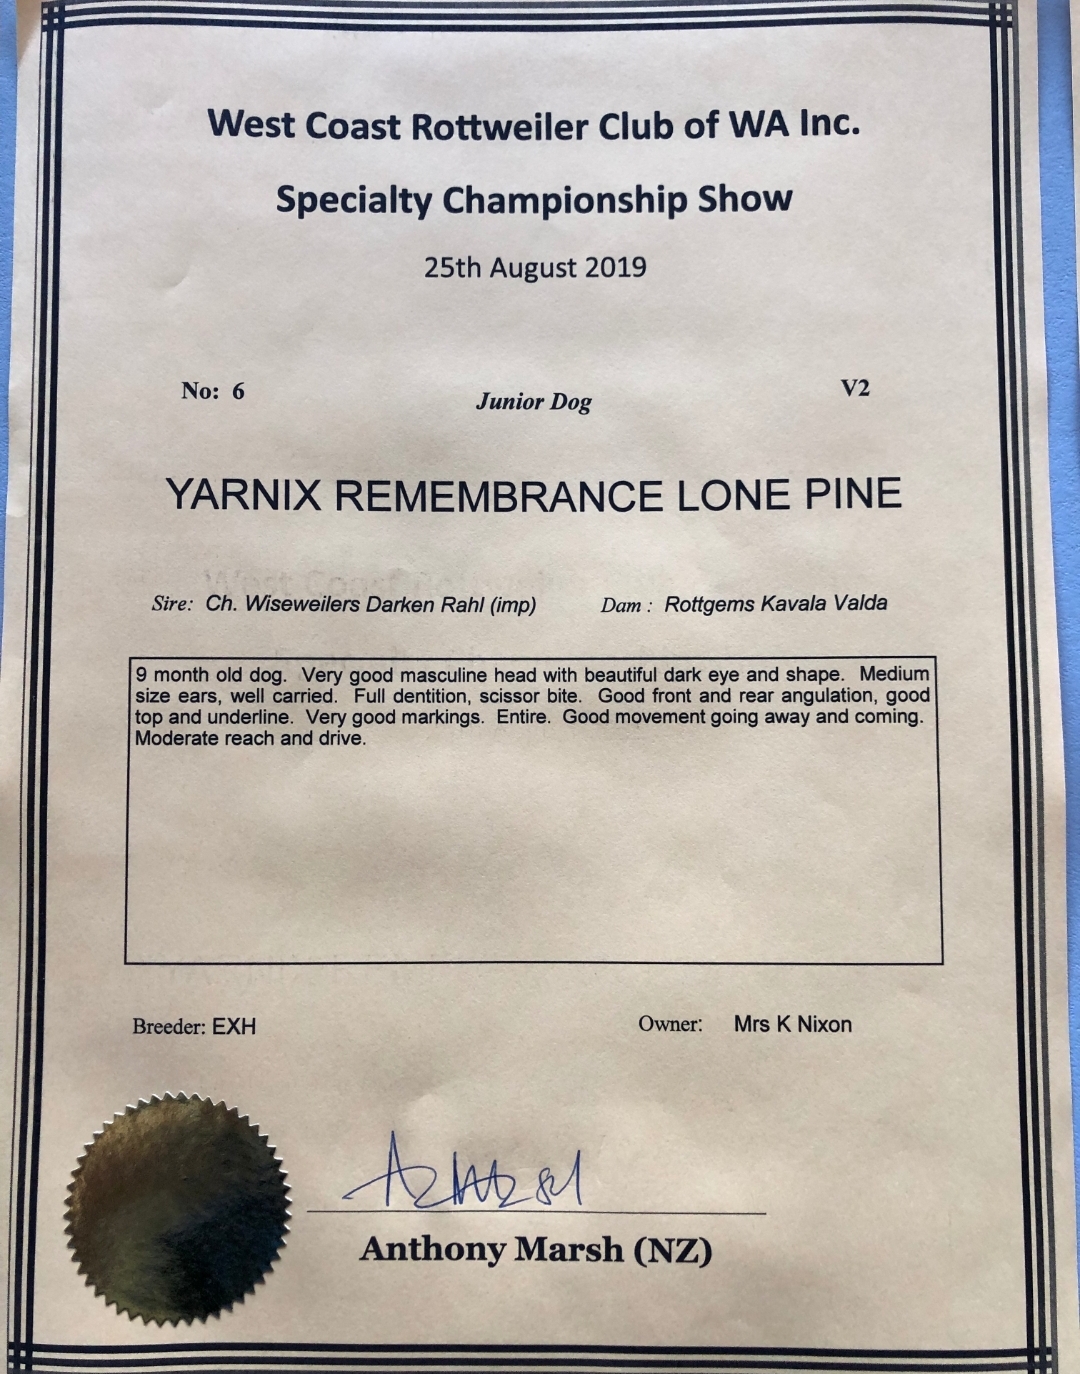 West Coast Rottweiler Club of WA Inc.
Specialty Championship Show
25th August 2019
No: 6 Junior Dog V2
YARNIX REMEMBRANCE LONE PINE
Sire: Ch. Wiseweilers Darken Rahl (imp) Dam : Rottgems Kavala Valda
9 month old dog. Very good masculine head with beautiful dark eye and shape. Medium
size ears, well carried. Full dentition, scissor bite. Good front and rear angulation, good
top and underline. Very good markings. Entire. Good movement going away and coming.
Moderate reach and drive.
Breeder: EXH Owner: Mrs K Nixon
Anthony Marsh (NZ)